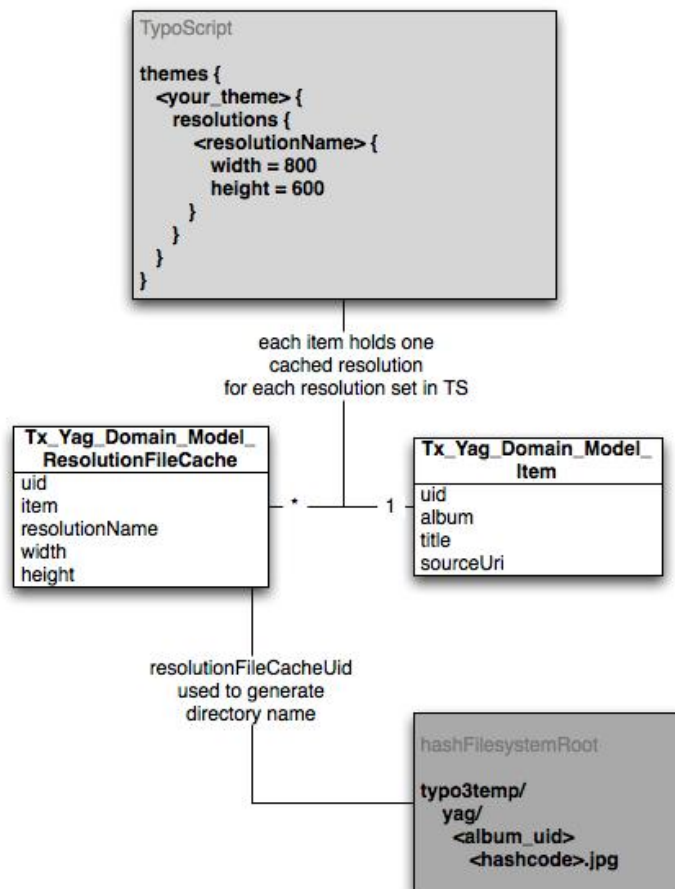 TypoScript
themes {
<your_theme> {
resolutions {
<resolutionName> {
width = 800
height = 600
}
}
}
}
each item holds one
cached resolution
for each resolution set in TS
Tx_Yag_Domain_Model_
ResolutionFileCache
uid
item
resolutionName
width
height
* 1
Tx_Yag_Domain_Model_
Item
uid
album
title
sourceUri
resolutionFileCacheUid
used to generate
directory name
hashFilesystemRoot
typo3temp/
yag/
<album_uid>
<hashcode>.jpg